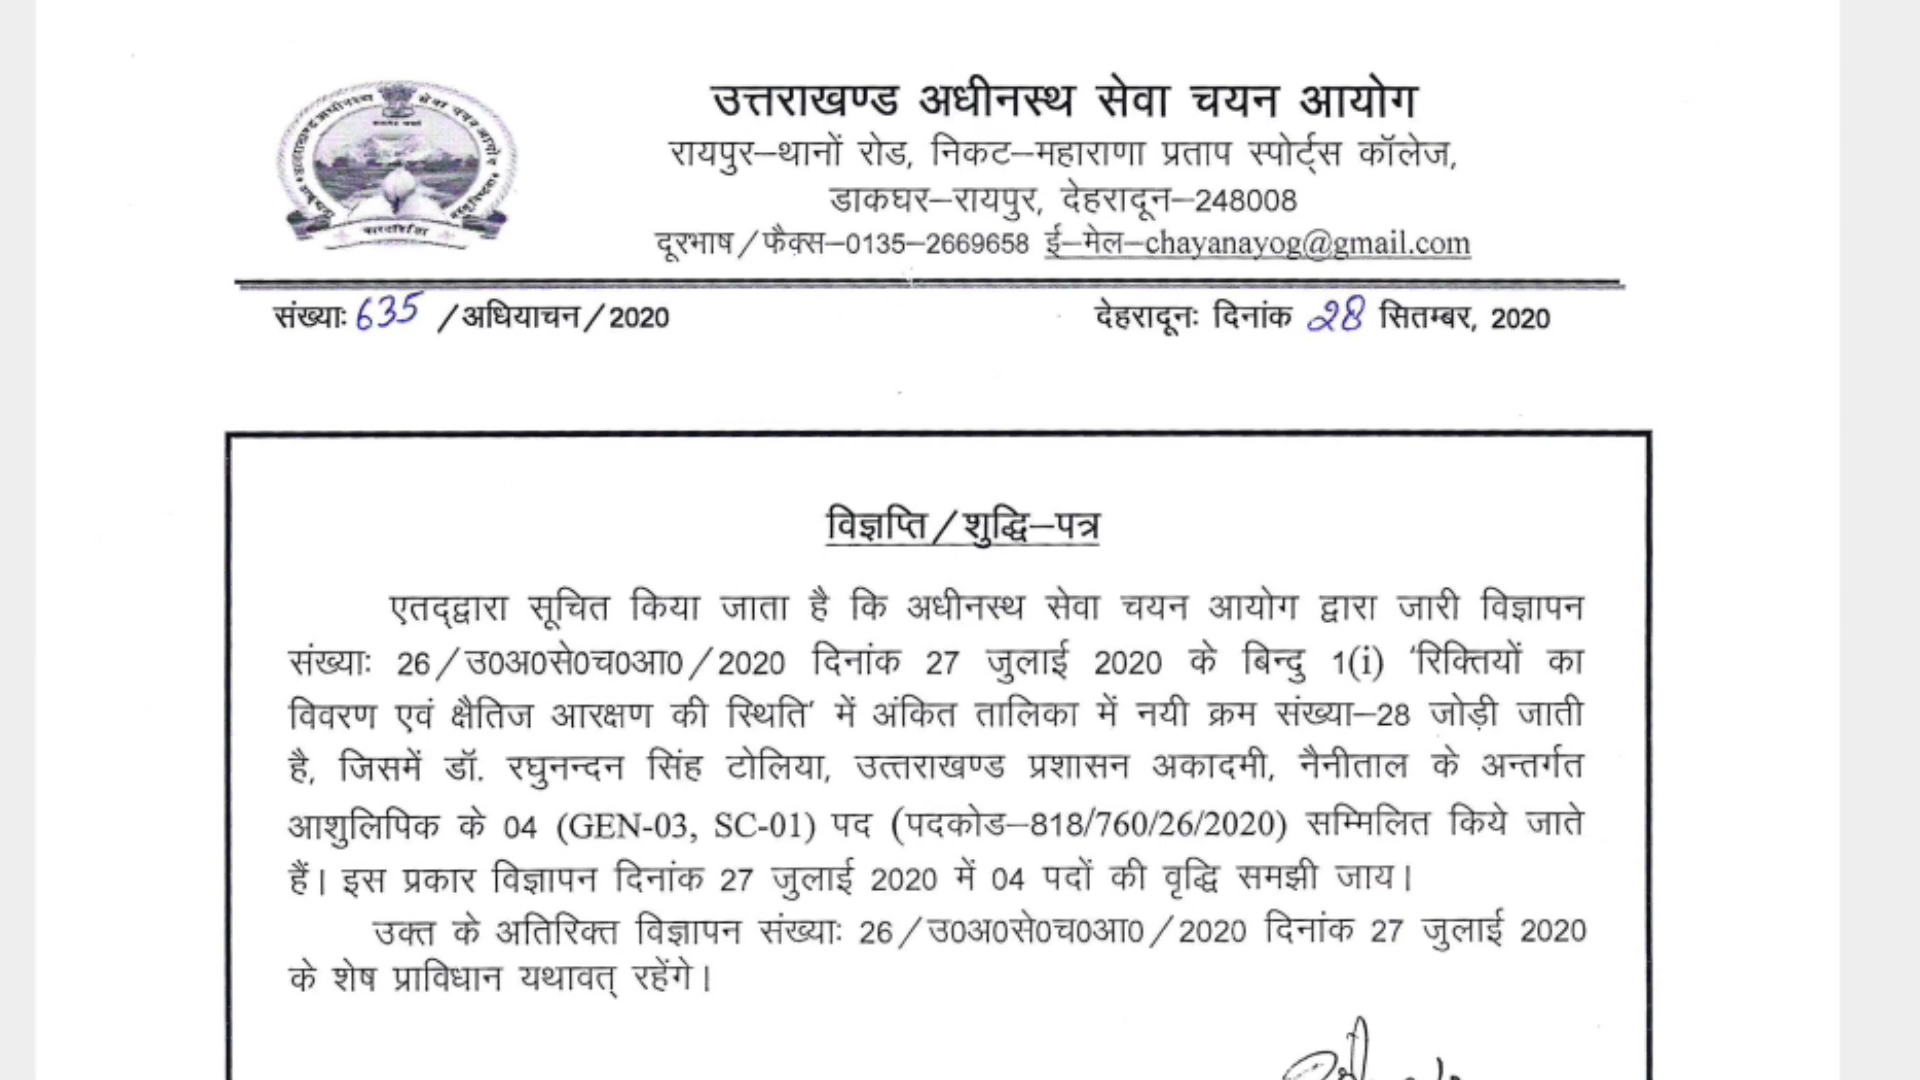 उत्तराखण्ड अधीनस्थ सेवा चयन आयोग
रायपुर–थानों रोड, निकट–महाराणा प्रताप स्पोर्ट्स कॉलेज,
डाकघर–रायपुर, देहरादून–248008
दूरभाष/फैक्स–0135–2669658 ई–मेल–chayanayog@gmail.com
संख्याः 635 /अधियाचन/2020 देहरादूनः दिनांक 28 सितम्बर, 2020
विज्ञप्ति/शुद्धि–पत्र
एतद्द्वारा सूचित किया जाता है कि अधीनस्थ सेवा चयन आयोग द्वारा जारी विज्ञापन
संख्याः 26/उ0अ0से0च0आ0/2020 दिनांक 27 जुलाई 2020 के बिन्दु 1(i) 'रिक्तियों का
विवरण एवं क्षैतिज आरक्षण की स्थिति' में अंकित तालिका में नयी क्रम संख्या–28 जोड़ी जाती
है, जिसमें डॉ. रघुनन्दन सिंह टोलिया, उत्तराखण्ड प्रशासन अकादमी, नैनीताल के अन्तर्गत
आशुलिपिक के 04 (GEN-03, SC-01) पद (पदकोड–818/760/26/2020) सम्मिलित किये जाते
हैं। इस प्रकार विज्ञापन दिनांक 27 जुलाई 2020 में 04 पदों की वृद्धि समझी जाय।
उक्त के अतिरिक्त विज्ञापन संख्याः 26/उ0अ0से0च0आ0/2020 दिनांक 27 जुलाई 2020
के शेष प्राविधान यथावत् रहेंगे।